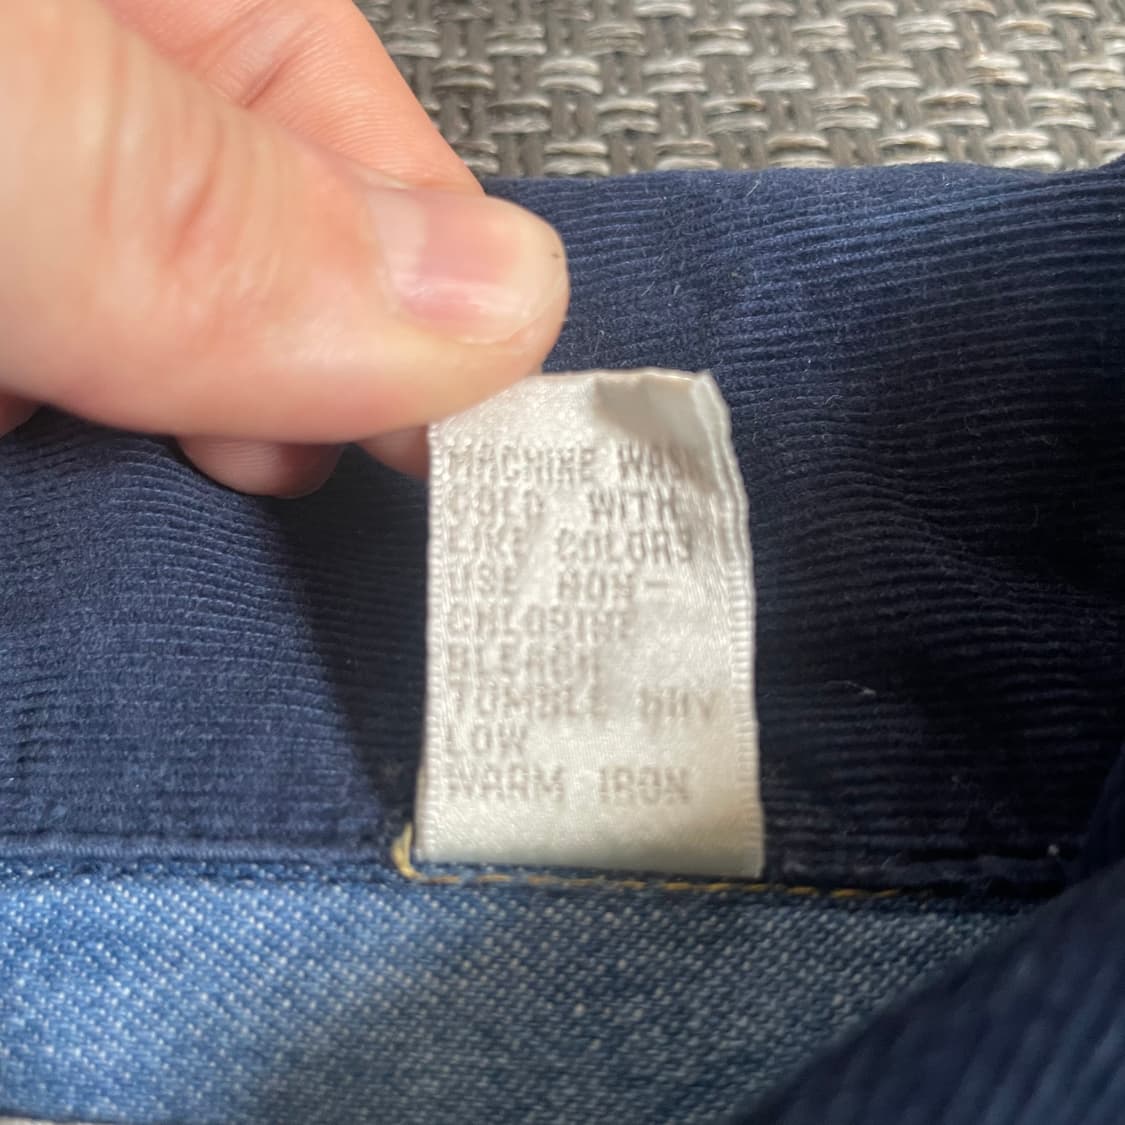 MACHINE WASH
COLD WITH
LIKE COLORS
USE NON-
CHLORINE
BLEACH
TUMBLE DRY
LOW
WARM IRON